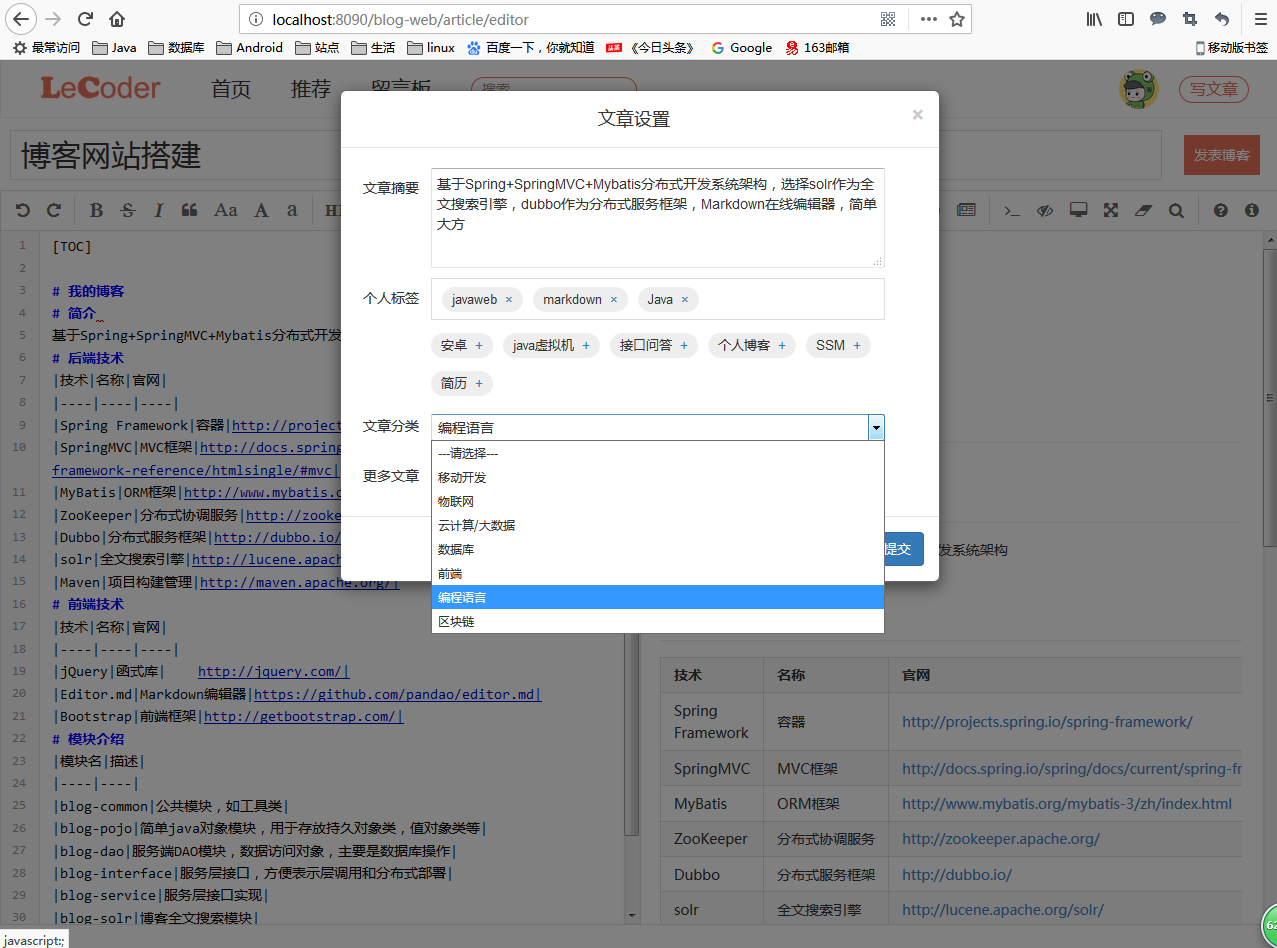 localhost:8090/blog-web/article/editor
最常访问 Java 数据库 Android 站点 生活 linux 百度一下，你就知道 《今日头条》 Google 163邮箱 移动版书签
LeCoder 首页 推荐 留言板 搜索 写文章
博客网站搭建 发表博客
文章设置 ×
文章摘要
基于Spring+SpringMVC+Mybatis分布式开发系统架构，选择solr作为全
文搜索引擎，dubbo作为分布式服务框架，Markdown在线编辑器，简单
大方
个人标签 javaweb × markdown × Java ×
安卓 + java虚拟机 + 接口问答 + 个人博客 + SSM +
简历 +
文章分类 编程语言
---请选择---
移动开发
物联网
云计算/大数据
数据库
前端
编程语言
区块链
更多文章
提交
B S I Aa A a
1 [TOC]
2
3 # 我的博客
4 # 简介
5 基于Spring+SpringMVC+Mybatis分布式开发
6 # 后端技术
7 |技术|名称|官网|
8 |----|----|----|
9 |Spring Framework|容器|http://project
10 |SpringMVC|MVC框架|http://docs.spring
framework-reference/htmlsingle/#mvc|
11 |MyBatis|ORM框架|http://www.mybatis.
12 |ZooKeeper|分布式协调服务|http://zooke
13 |Dubbo|分布式服务框架|http://dubbo.io/
14 |solr|全文搜索引擎|http://lucene.apach
15 |Maven|项目构建管理|http://maven.apache.org/|
16 # 前端技术
17 |技术|名称|官网|
18 |----|----|----|
19 |jQuery|函式库| http://jquery.com/|
20 |Editor.md|Markdown编辑器|https://github.com/pandao/editor.md|
21 |Bootstrap|前端框架|http://getbootstrap.com/|
22 # 模块介绍
23 |模块名|描述|
24 |----|----|
25 |blog-common|公共模块，如工具类|
26 |blog-pojo|简单java对象模块，用于存放持久对象类，值对象类等|
27 |blog-dao|服务端DAO模块，数据访问对象，主要是数据库操作|
28 |blog-interface|服务层接口，方便表示层调用和分布式部署|
29 |blog-service|服务层接口实现|
30 |blog-solr|博客全文搜索模块|
发系统架构
技术 名称 官网
Spring Framework 容器 http://projects.spring.io/spring-framework/
SpringMVC MVC框架 http://docs.spring.io/spring/docs/current/spring-fr
MyBatis ORM框架 http://www.mybatis.org/mybatis-3/zh/index.html
ZooKeeper 分布式协调服务 http://zookeeper.apache.org/
Dubbo 分布式服务框架 http://dubbo.io/
solr 全文搜索引擎 http://lucene.apache.org/solr/
javascript:;